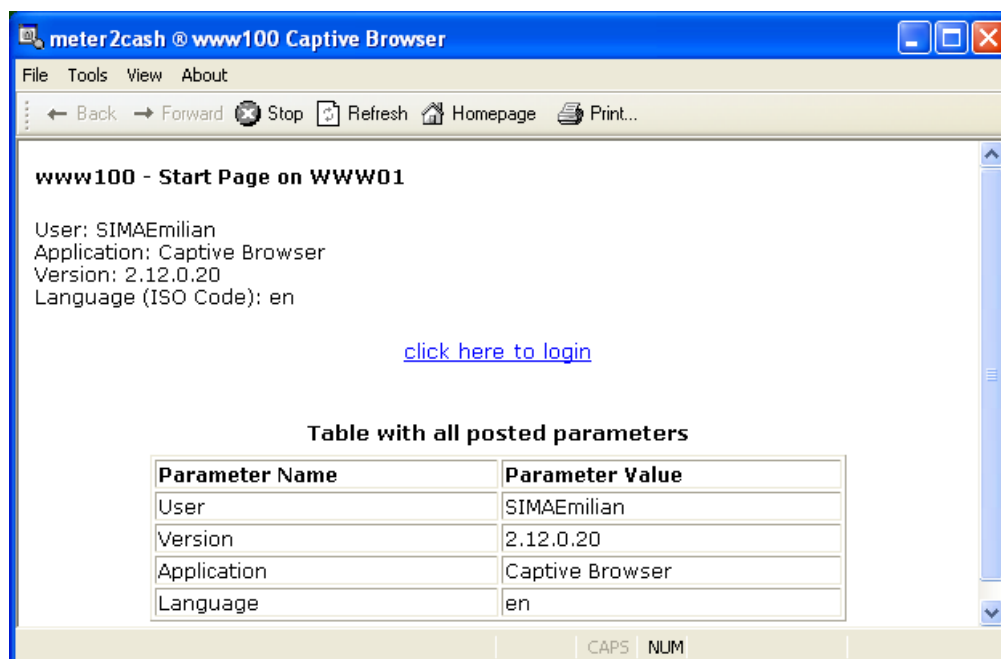 meter2cash ® www100 Captive Browser
File Tools View About
Back Forward Stop Refresh Homepage Print...
www100 - Start Page on WWW01
User: SIMAEmilian
Application: Captive Browser
Version: 2.12.0.20
Language (ISO Code): en
click here to login
Table with all posted parameters
Parameter Name Parameter Value
User SIMAEmilian
Version 2.12.0.20
Application Captive Browser
Language en
CAPS NUM